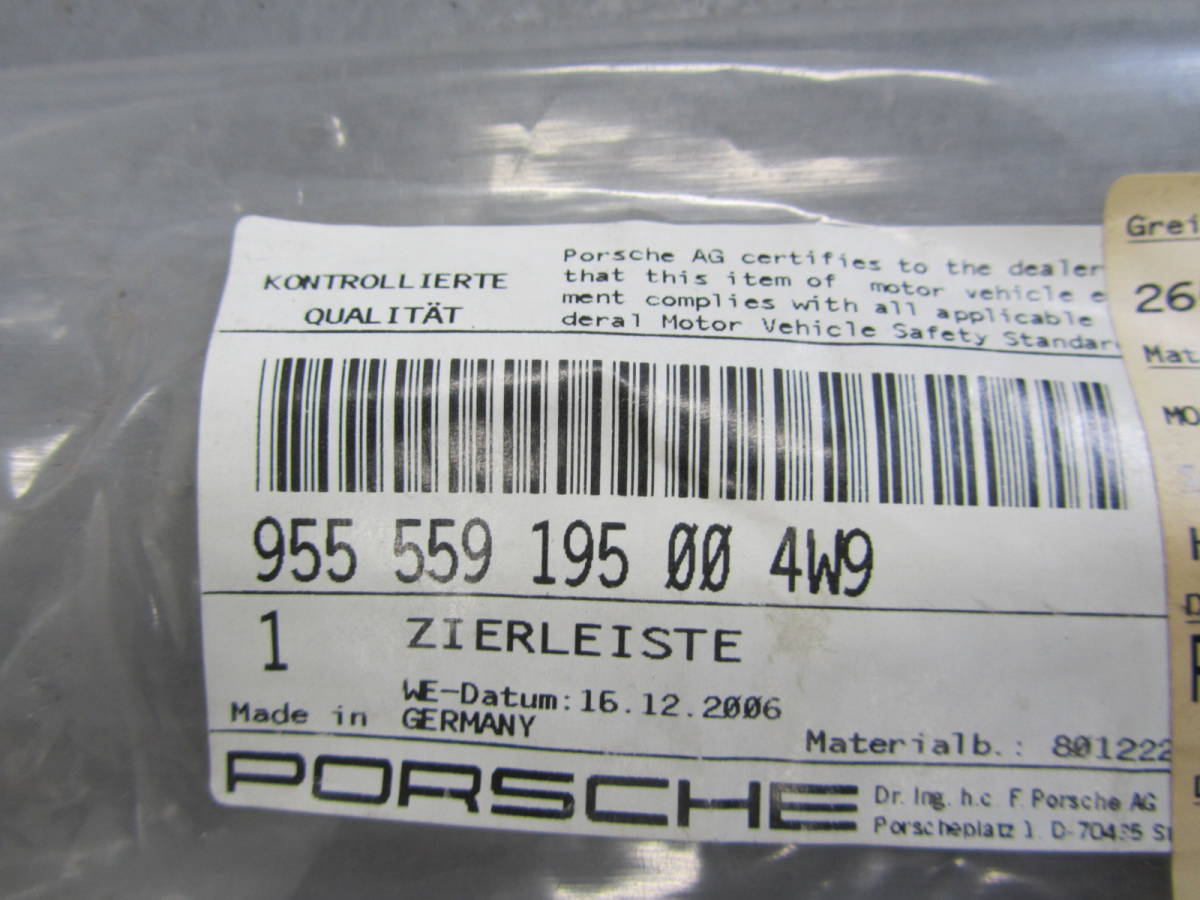 KONTROLLIERTE
QUALITÄT
Porsche AG certifies to the dealer
that this item of motor vehicle e
ment complies with all applicable
deral Motor Vehicle Safety Standar
955 559 195 00 4W9
1 ZIERLEISTE
WE-Datum:16.12.2006
Made in GERMANY
Materialb.: 801222
PORSCHE
Dr. Ing. h.c. F. Porsche AG
Porscheplatz 1. D-70435 St
Grei
26
Mat
MO